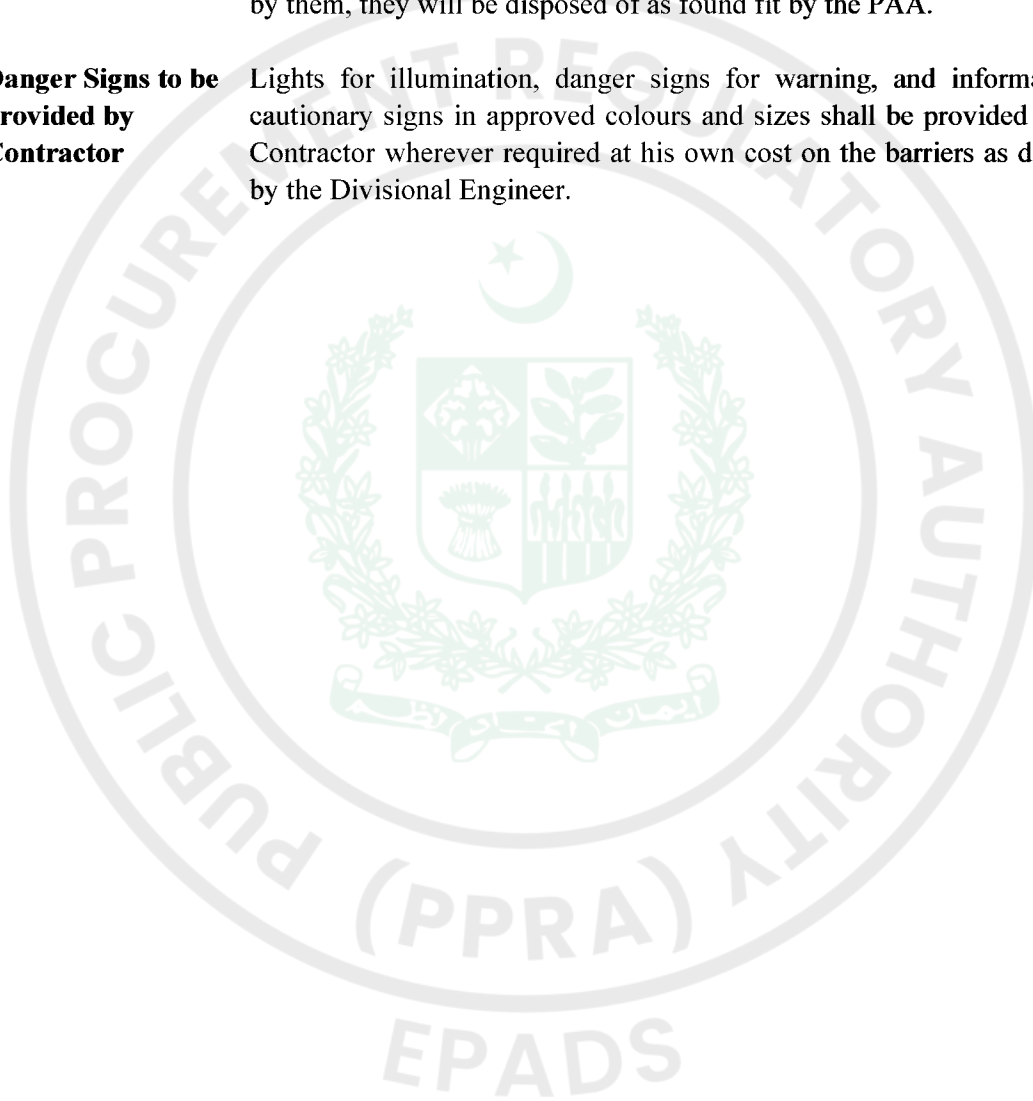 by them, they will be disposed of as found fit by the PAA.
Danger Signs to be
provided by
Contractor
Lights for illumination, danger signs for warning, and informa
cautionary signs in approved colours and sizes shall be provided
Contractor wherever required at his own cost on the barriers as d
by the Divisional Engineer.
PUBLIC PROCUREMENT REGULATORY AUTHORITY
(PPRA)
EPADS